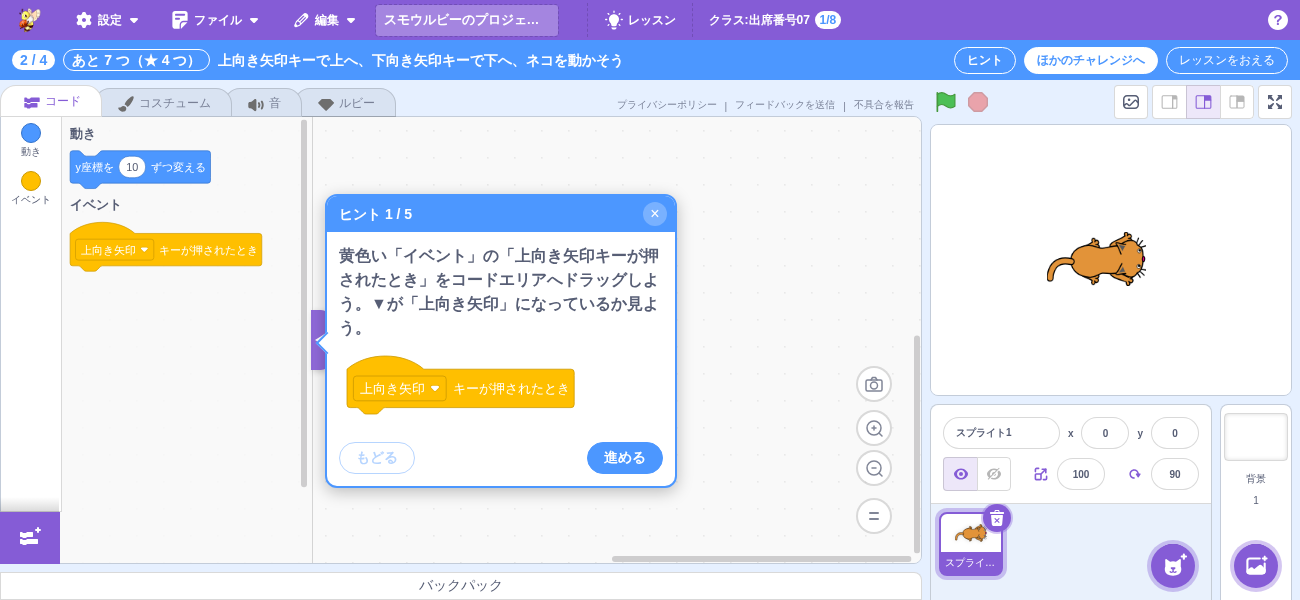 設定 ファイル 編集 スモウルビーのプロジェ… レッスン クラス:出席番号07 1/8 ?
2 / 4 あと 7 つ（★ 4 つ） 上向き矢印キーで上へ、下向き矢印キーで下へ、ネコを動かそう ヒント ほかのチャレンジへ レッスンをおえる
コード コスチューム 音 ルビー プライバシーポリシー | フィードバックを送信 | 不具合を報告
動き
イベント
動き
y座標を 10 ずつ変える
イベント
上向き矢印 キーが押されたとき
ヒント 1 / 5 ×
黄色い「イベント」の「上向き矢印キーが押
されたとき」をコードエリアへドラッグしよ
う。▼が「上向き矢印」になっているか見よ
う。
上向き矢印 キーが押されたとき
もどる 進める
スプライト1 x 0 y 0
100 90
スプライ…
背景
1
バックパック